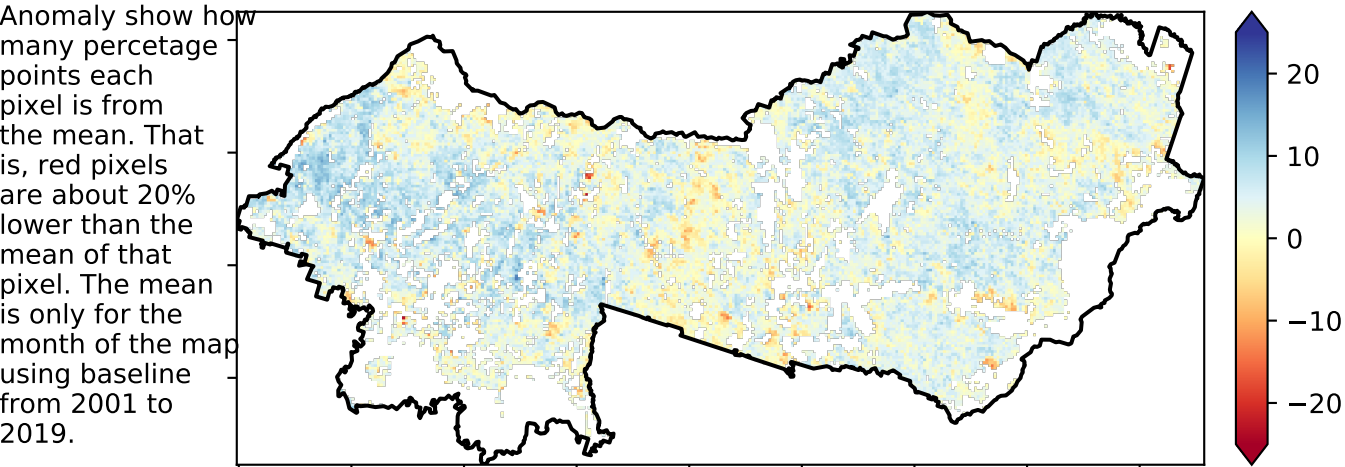 Anomaly show how
many percetage
points each
pixel is from
the mean. That
is, red pixels
are about 20%
lower than the
mean of that
pixel. The mean
is only for the
month of the map
using baseline
from 2001 to
2019.
20
10
0
−10
−20